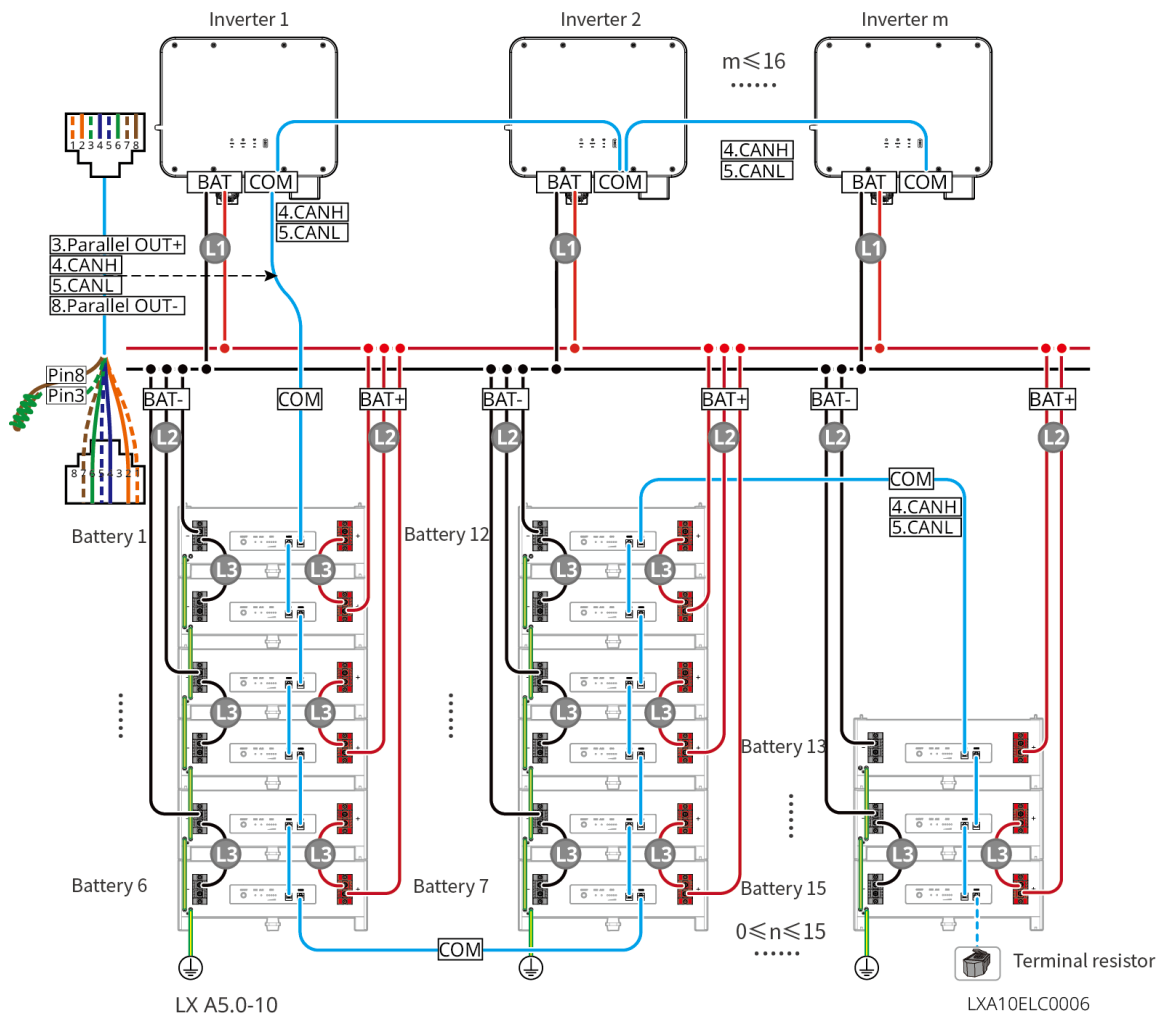 Inverter 1
Inverter 2
Inverter m
m≤16
......
1 2 3 4 5 6 7 8
BAT
COM
BAT
COM
BAT
COM
4.CANH
5.CANL
4.CANH
5.CANL
3.Parallel OUT+
4.CANH
5.CANL
8.Parallel OUT-
L1
L1
L1
Pin8
Pin3
BAT-
COM
BAT+
BAT-
BAT+
BAT-
BAT+
L2
L2
L2
L2
L2
L2
8 7 6 5 4 3 2
COM
4.CANH
5.CANL
Battery 1
Battery 12
L3
L3
L3
L3
L3
L3
L3
L3
Battery 13
Battery 6
Battery 7
Battery 15
L3
L3
L3
L3
L3
L3
0≤n≤15
......
COM
Terminal resistor
LX A5.0-10
LXA10ELC0006